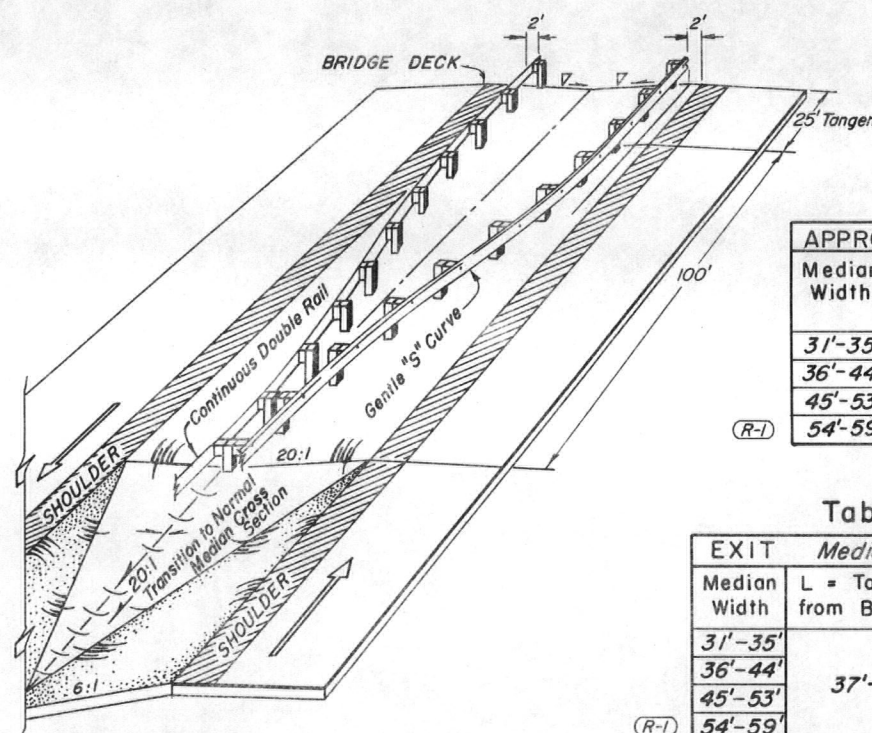 2'
2'
BRIDGE DECK
25' Tangen
100'
Continuous Double Rail
Gentle "S" Curve
SHOULDER
20:1
20:1
Transition to Normal
Median Cross
Section
SHOULDER
6:1
APPRO
Median
Width
31'-35
36'-44
45'-53
(R-1) 54'-59
Tab
EXIT Medi
Median L = Ta
Width from B
31'-35'
36'-44'
37'-
45'-53'
(R-1) 54'-59'